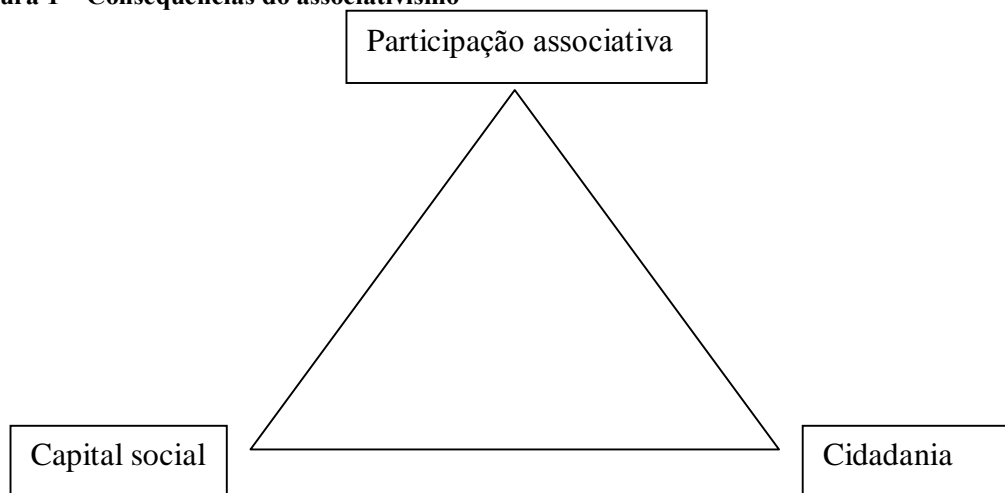 ura 1 – Consequências do associativismo
Participação associativa
Capital social
Cidadania